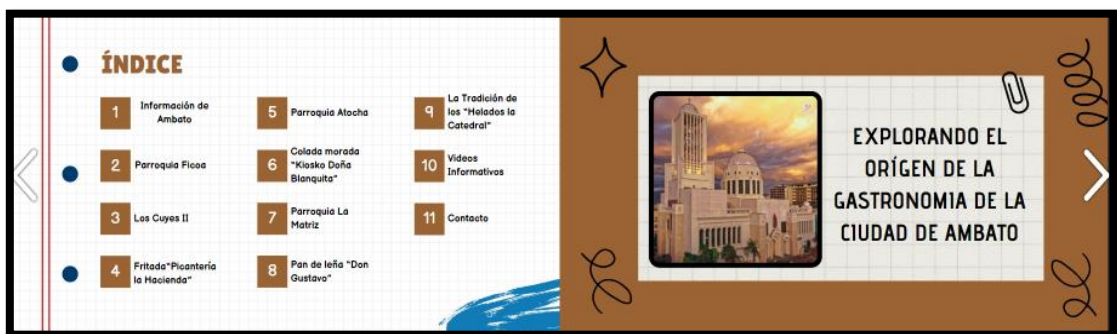 ÍNDICE
1
Información de
Ambato
2
Parroquia Ficoa
3
Los Cuyes II
4
Fritada"Picantería
la Hacienda"
5
Parroquia Atocha
6
Colada morada
"Kiosko Doña
Blanquita"
7
Parroquia La
Matriz
8
Pan de leña "Don
Gustavo"
9
La Tradición de
los "Helados la
Catedral"
10
Videos
Informativos
11
Contacto
EXPLORANDO EL
ORÍGEN DE LA
GASTRONOMIA DE LA
CIUDAD DE AMBATO